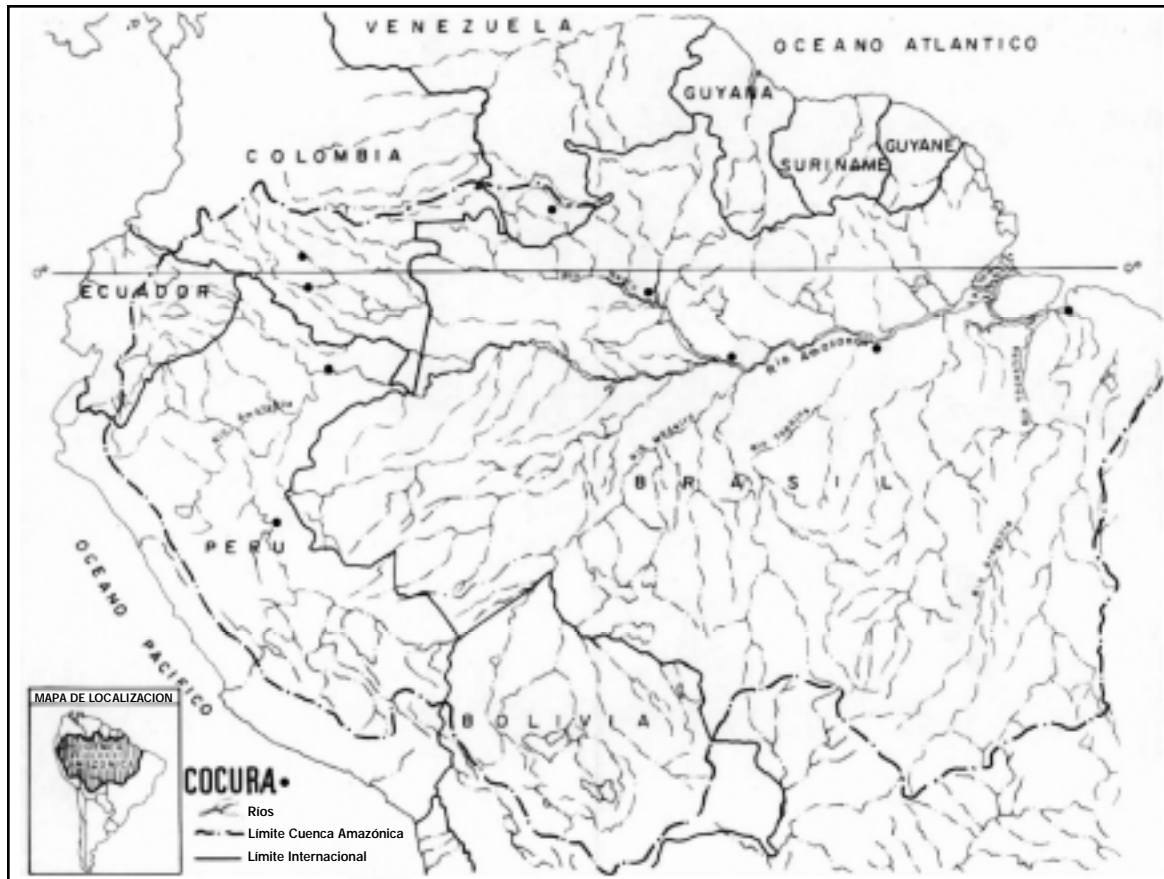 VENEZUELA
OCEANO ATLANTICO
GUYANA
COLOMBIA
SURINAME
GUYANE
0°
0°
ECUADOR
Rio Amazonas
BRASIL
PERU
OCEANO PACIFICO
BOLIVIA
MAPA DE LOCALIZACION
COCURA
Ríos
Límite Cuenca Amazónica
Límite Internacional